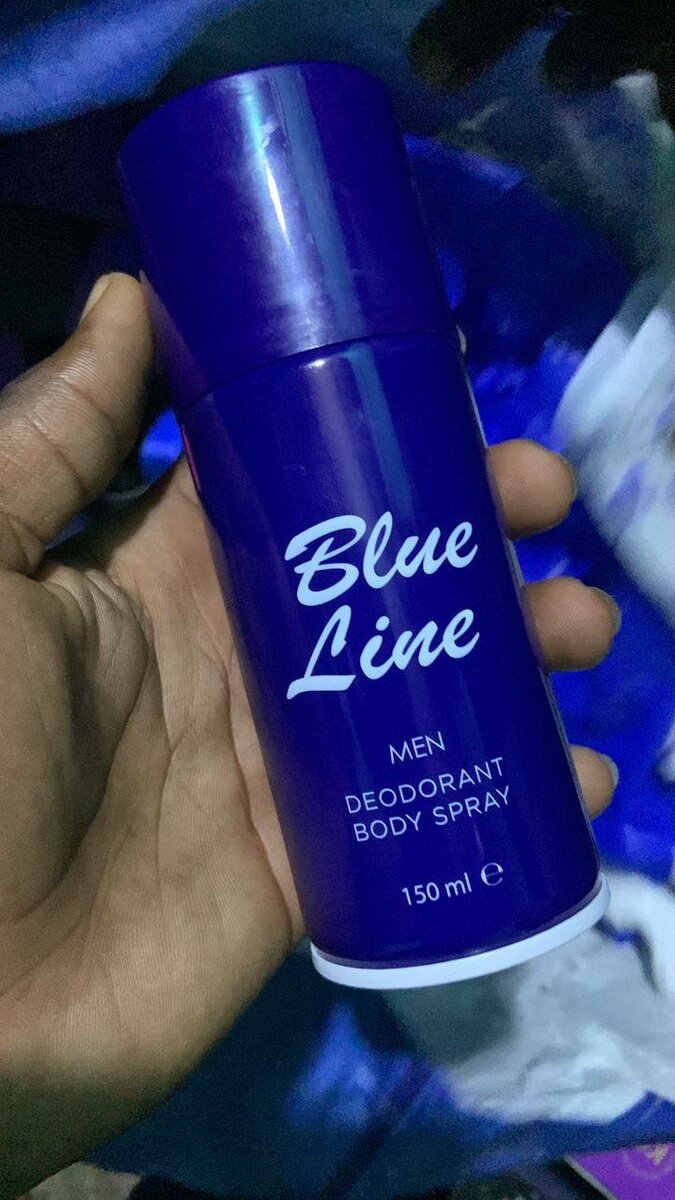 Blue
Line
MEN
DEODORANT
BODY SPRAY
150 ml ℮